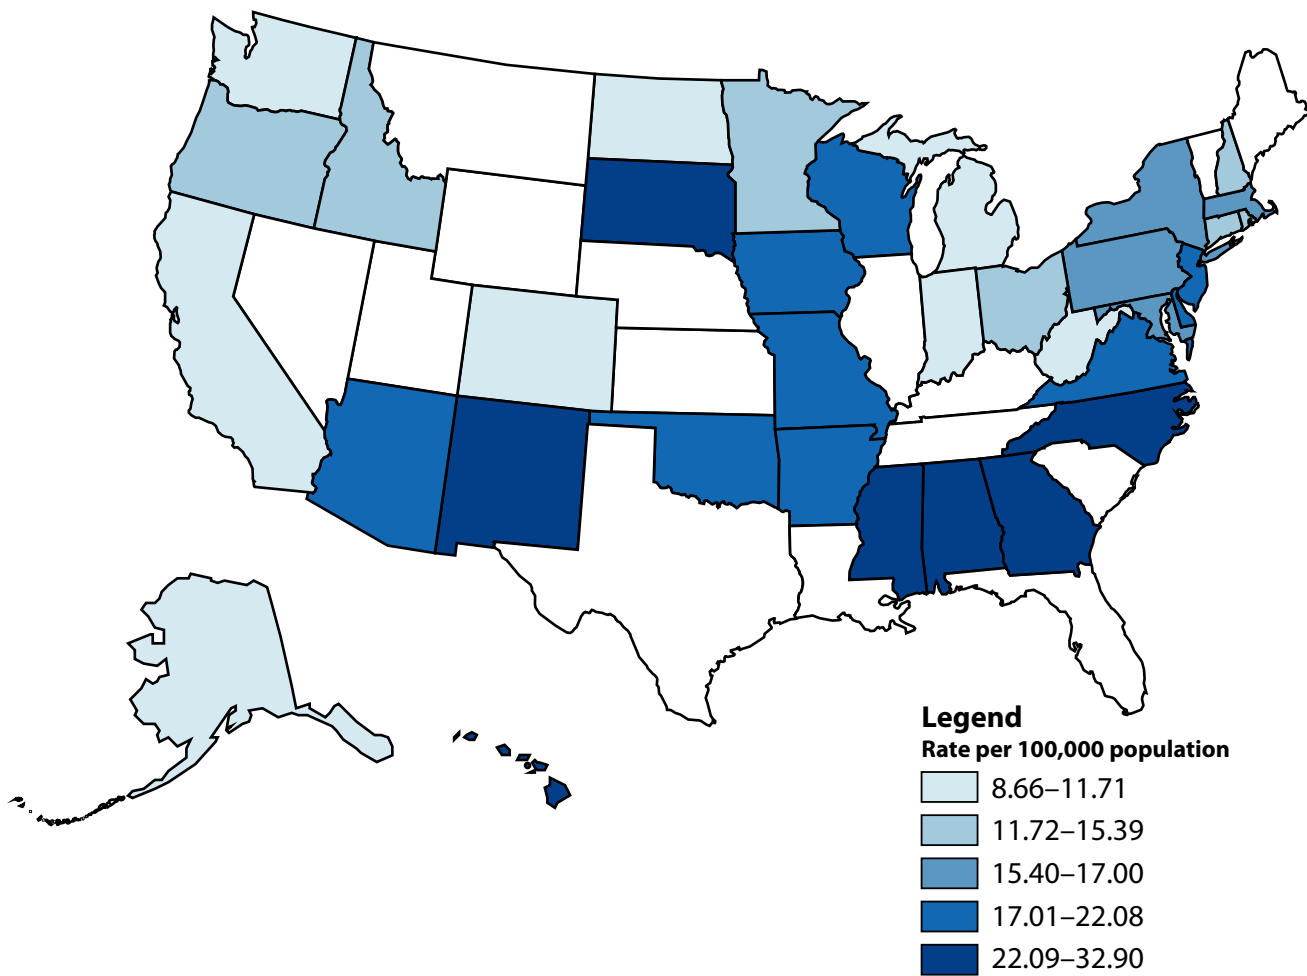 Legend
Rate per 100,000 population
8.66–11.71
11.72–15.39
15.40–17.00
17.01–22.08
22.09–32.90